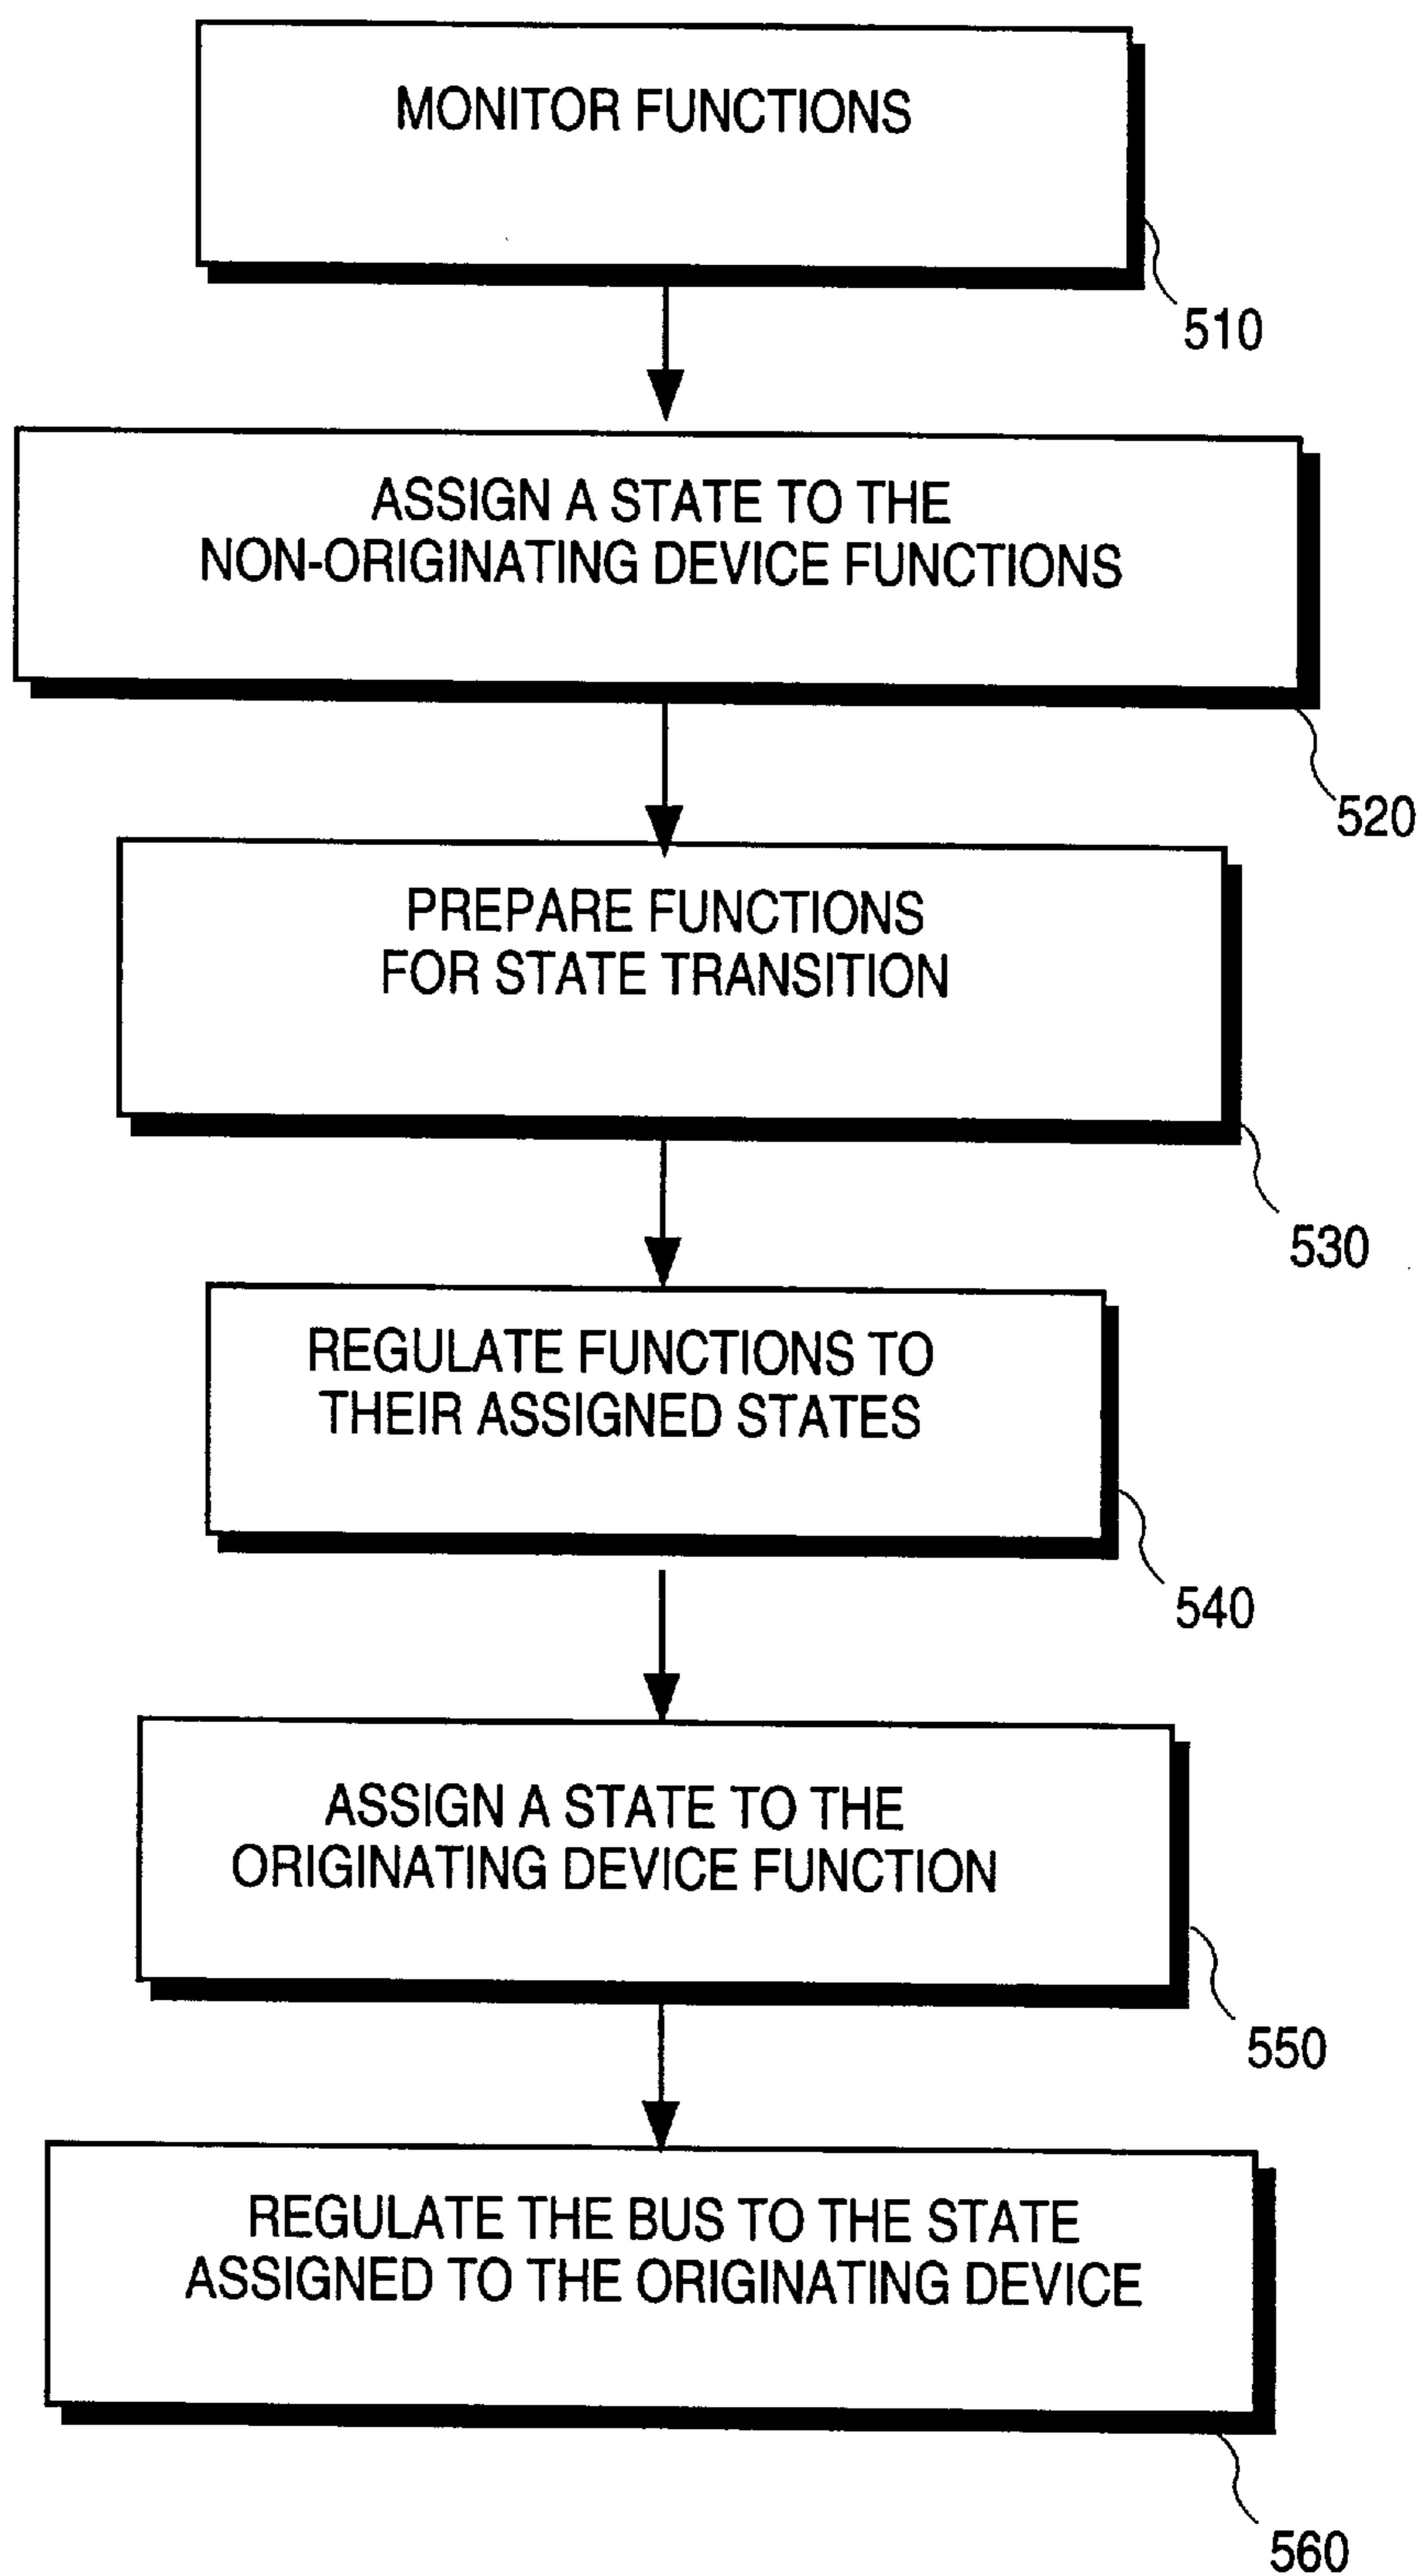 MONITOR FUNCTIONS
510
ASSIGN A STATE TO THE
NON-ORIGINATING DEVICE FUNCTIONS
520
PREPARE FUNCTIONS
FOR STATE TRANSITION
530
REGULATE FUNCTIONS TO
THEIR ASSIGNED STATES
540
ASSIGN A STATE TO THE
ORIGINATING DEVICE FUNCTION
550
REGULATE THE BUS TO THE STATE
ASSIGNED TO THE ORIGINATING DEVICE
560